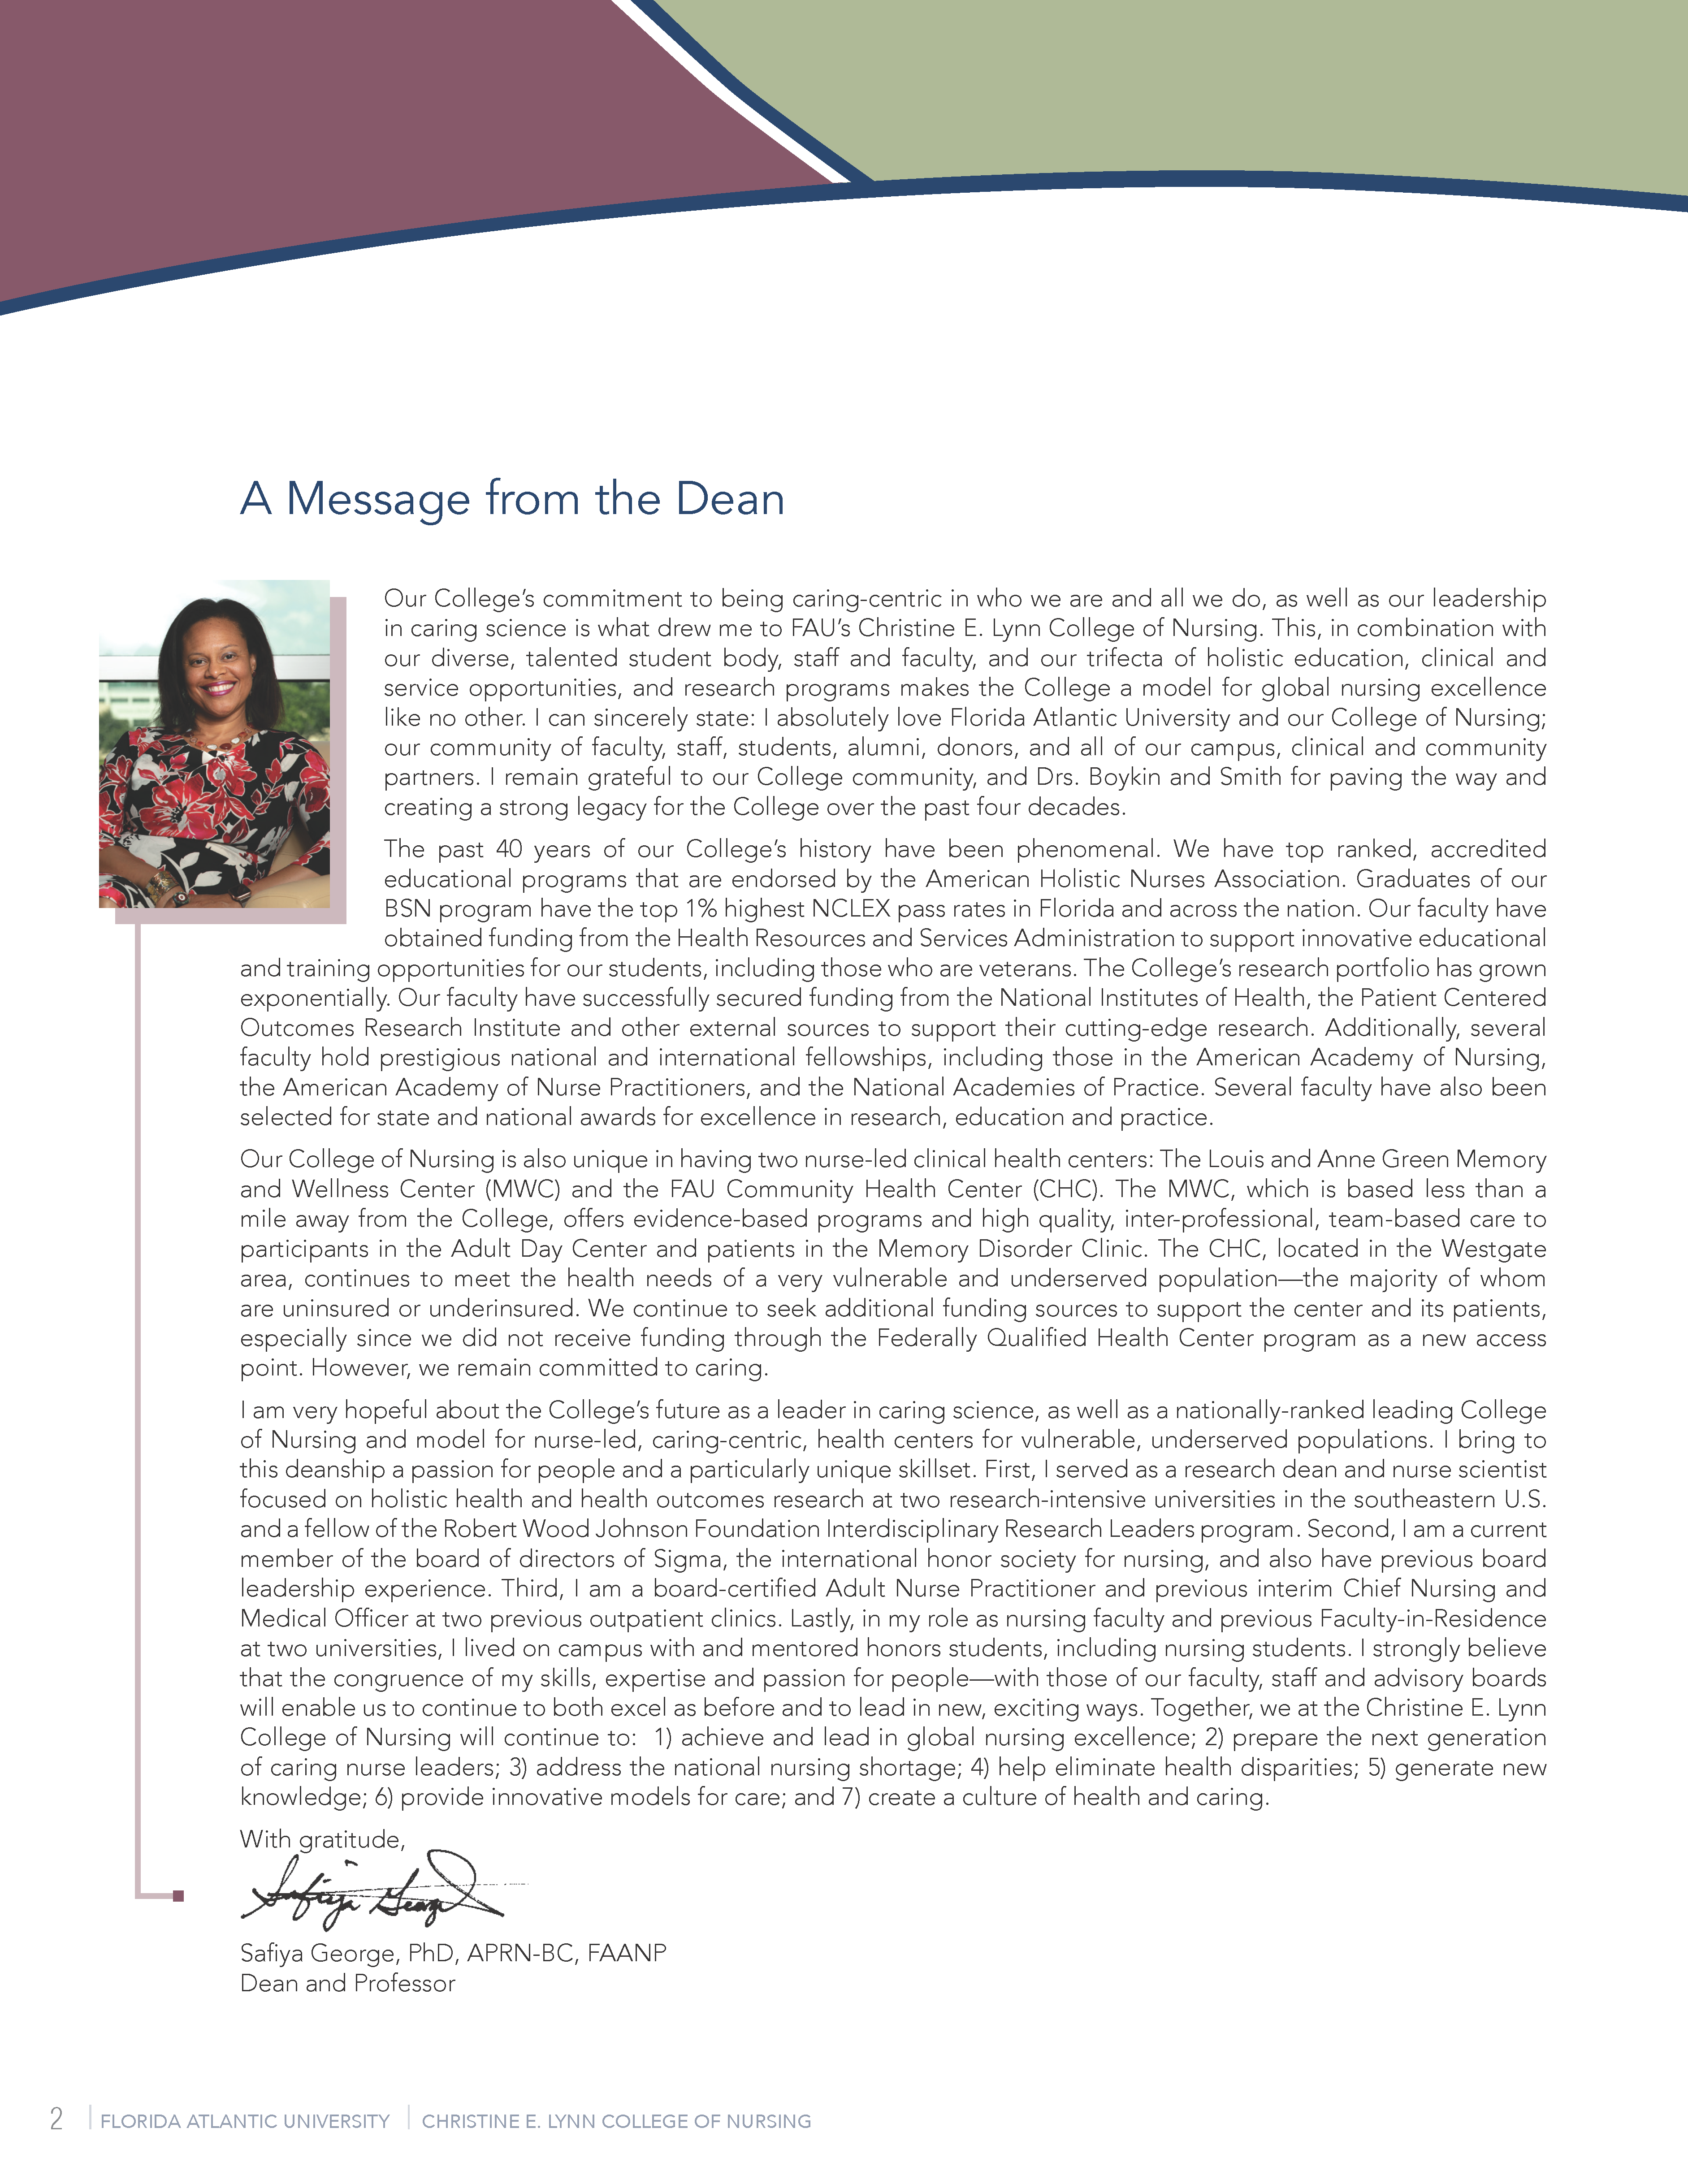 A Message from the Dean
Our College’s commitment to being caring-centric in who we are and all we do, as well as our leadership
in caring science is what drew me to FAU’s Christine E. Lynn College of Nursing. This, in combination with
our diverse, talented student body, staff and faculty, and our trifecta of holistic education, clinical and
service opportunities, and research programs makes the College a model for global nursing excellence
like no other. I can sincerely state: I absolutely love Florida Atlantic University and our College of Nursing;
our community of faculty, staff, students, alumni, donors, and all of our campus, clinical and community
partners. I remain grateful to our College community, and Drs. Boykin and Smith for paving the way and
creating a strong legacy for the College over the past four decades.
The past 40 years of our College’s history have been phenomenal. We have top ranked, accredited
educational programs that are endorsed by the American Holistic Nurses Association. Graduates of our
BSN program have the top 1% highest NCLEX pass rates in Florida and across the nation. Our faculty have
obtained funding from the Health Resources and Services Administration to support innovative educational
and training opportunities for our students, including those who are veterans. The College’s research portfolio has grown
exponentially. Our faculty have successfully secured funding from the National Institutes of Health, the Patient Centered
Outcomes Research Institute and other external sources to support their cutting-edge research. Additionally, several
faculty hold prestigious national and international fellowships, including those in the American Academy of Nursing,
the American Academy of Nurse Practitioners, and the National Academies of Practice. Several faculty have also been
selected for state and national awards for excellence in research, education and practice.
Our College of Nursing is also unique in having two nurse-led clinical health centers: The Louis and Anne Green Memory
and Wellness Center (MWC) and the FAU Community Health Center (CHC). The MWC, which is based less than a
mile away from the College, offers evidence-based programs and high quality, inter-professional, team-based care to
participants in the Adult Day Center and patients in the Memory Disorder Clinic. The CHC, located in the Westgate
area, continues to meet the health needs of a very vulnerable and underserved population—the majority of whom
are uninsured or underinsured. We continue to seek additional funding sources to support the center and its patients,
especially since we did not receive funding through the Federally Qualified Health Center program as a new access
point. However, we remain committed to caring.
I am very hopeful about the College’s future as a leader in caring science, as well as a nationally-ranked leading College
of Nursing and model for nurse-led, caring-centric, health centers for vulnerable, underserved populations. I bring to
this deanship a passion for people and a particularly unique skillset. First, I served as a research dean and nurse scientist
focused on holistic health and health outcomes research at two research-intensive universities in the southeastern U.S.
and a fellow of the Robert Wood Johnson Foundation Interdisciplinary Research Leaders program. Second, I am a current
member of the board of directors of Sigma, the international honor society for nursing, and also have previous board
leadership experience. Third, I am a board-certified Adult Nurse Practitioner and previous interim Chief Nursing and
Medical Officer at two previous outpatient clinics. Lastly, in my role as nursing faculty and previous Faculty-in-Residence
at two universities, I lived on campus with and mentored honors students, including nursing students. I strongly believe
that the congruence of my skills, expertise and passion for people—with those of our faculty, staff and advisory boards
will enable us to continue to both excel as before and to lead in new, exciting ways. Together, we at the Christine E. Lynn
College of Nursing will continue to:  1) achieve and lead in global nursing excellence; 2) prepare the next generation
of caring nurse leaders; 3) address the national nursing shortage; 4) help eliminate health disparities; 5) generate new
knowledge; 6) provide innovative models for care; and 7) create a culture of health and caring.
With gratitude,
Safiya George
Safiya George, PhD, APRN-BC, FAANP
Dean and Professor
2 FLORIDA ATLANTIC UNIVERSITY CHRISTINE E. LYNN COLLEGE OF NURSING